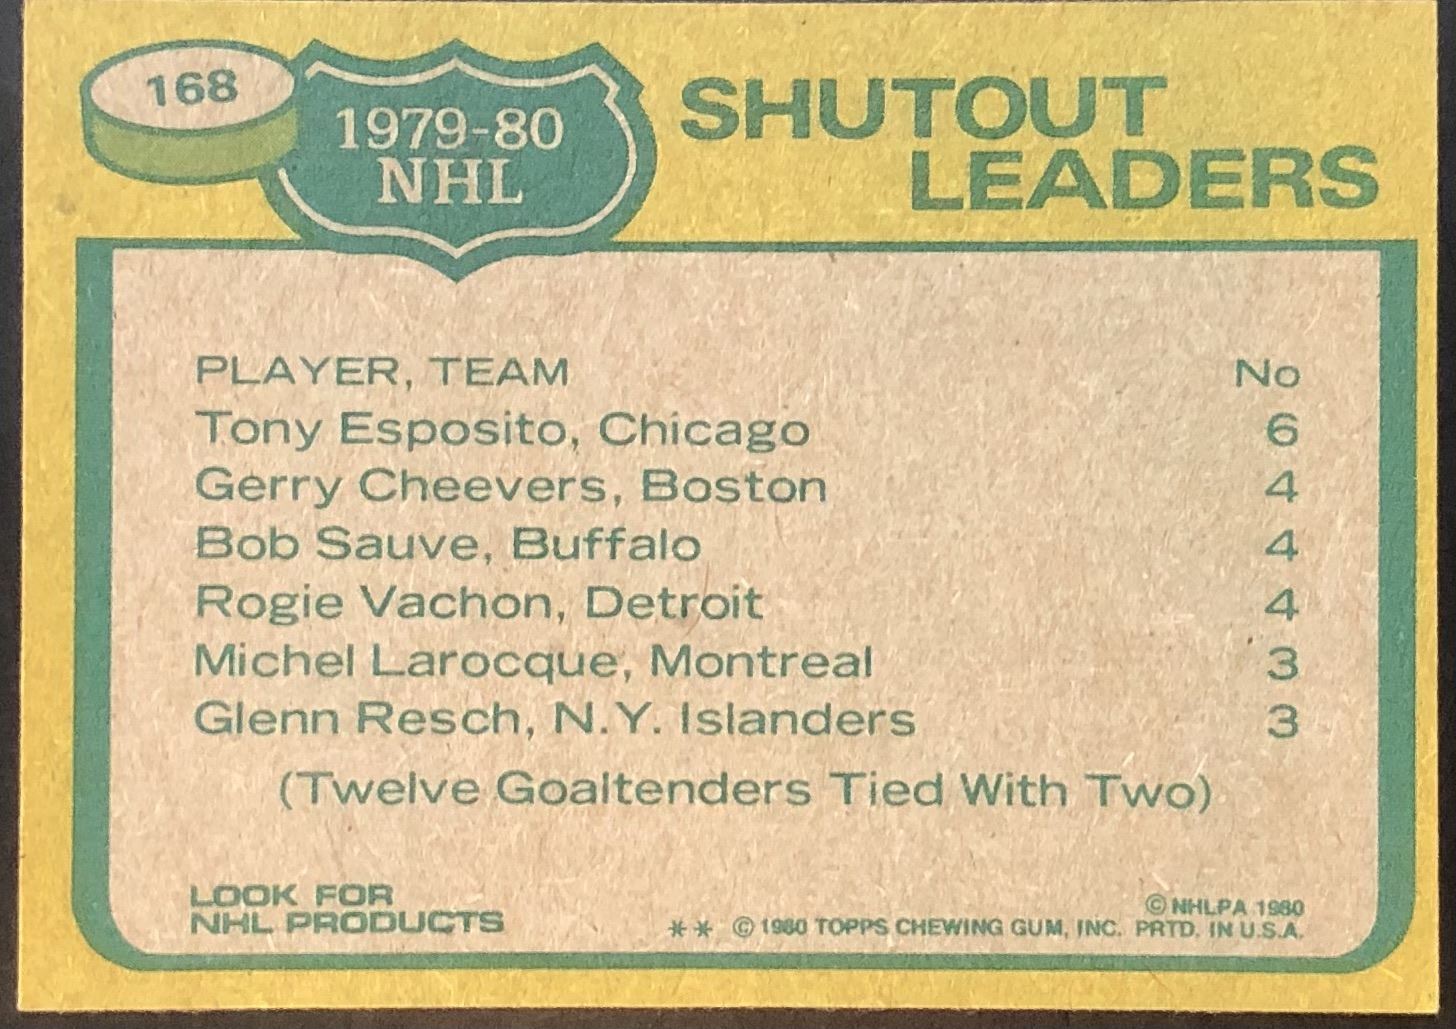 168
1979-80
NHL
SHUTOUT
LEADERS
PLAYER, TEAM No
Tony Esposito, Chicago 6
Gerry Cheevers, Boston 4
Bob Sauve, Buffalo 4
Rogie Vachon, Detroit 4
Michel Larocque, Montreal 3
Glenn Resch, N.Y. Islanders 3
(Twelve Goaltenders Tied With Two)
LOOK FOR
NHL PRODUCTS
© NHLPA 1980
** © 1980 TOPPS CHEWING GUM, INC. PRTD. IN U.S.A.